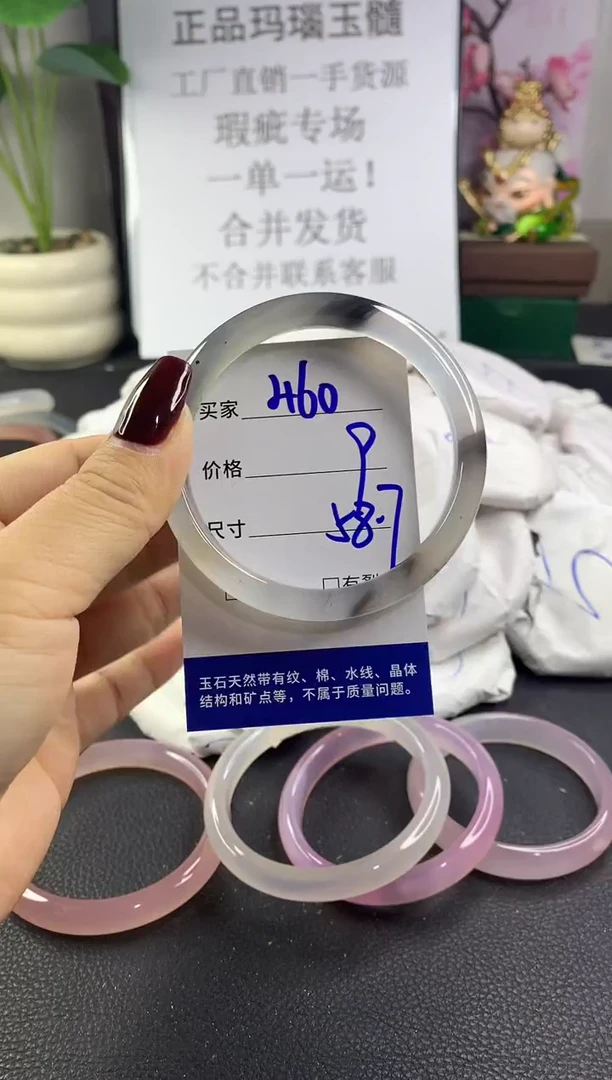 正品玛瑙玉髓
工厂直销一手货源
瑕疵专场
一单一运！
合并发货
不合并联系客服
买家 460
价格
尺寸 58.7
□有裂
玉石天然带有纹、棉、水线、晶体
结构和矿点等，不属于质量问题。